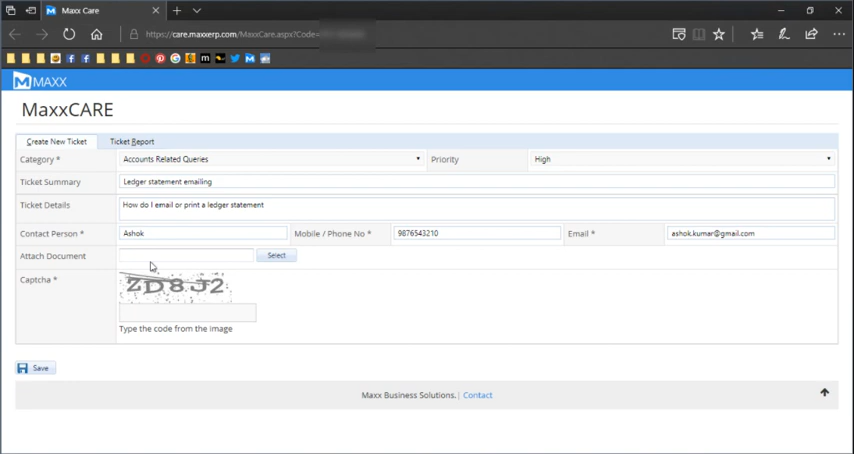 Maxx Care
https://care.maxxerp.com/MaxxCare.aspx?Code=
MAXX
MaxxCARE
Create New Ticket Ticket Report
Category * Accounts Related Queries Priority High
Ticket Summary Ledger statement emailing
Ticket Details How do I email or print a ledger statement
Contact Person * Ashok Mobile / Phone No * 9876543210 Email * ashok.kumar@gmail.com
Attach Document Select
Captcha * ZD8J2
Type the code from the image
Save
Maxx Business Solutions. | Contact